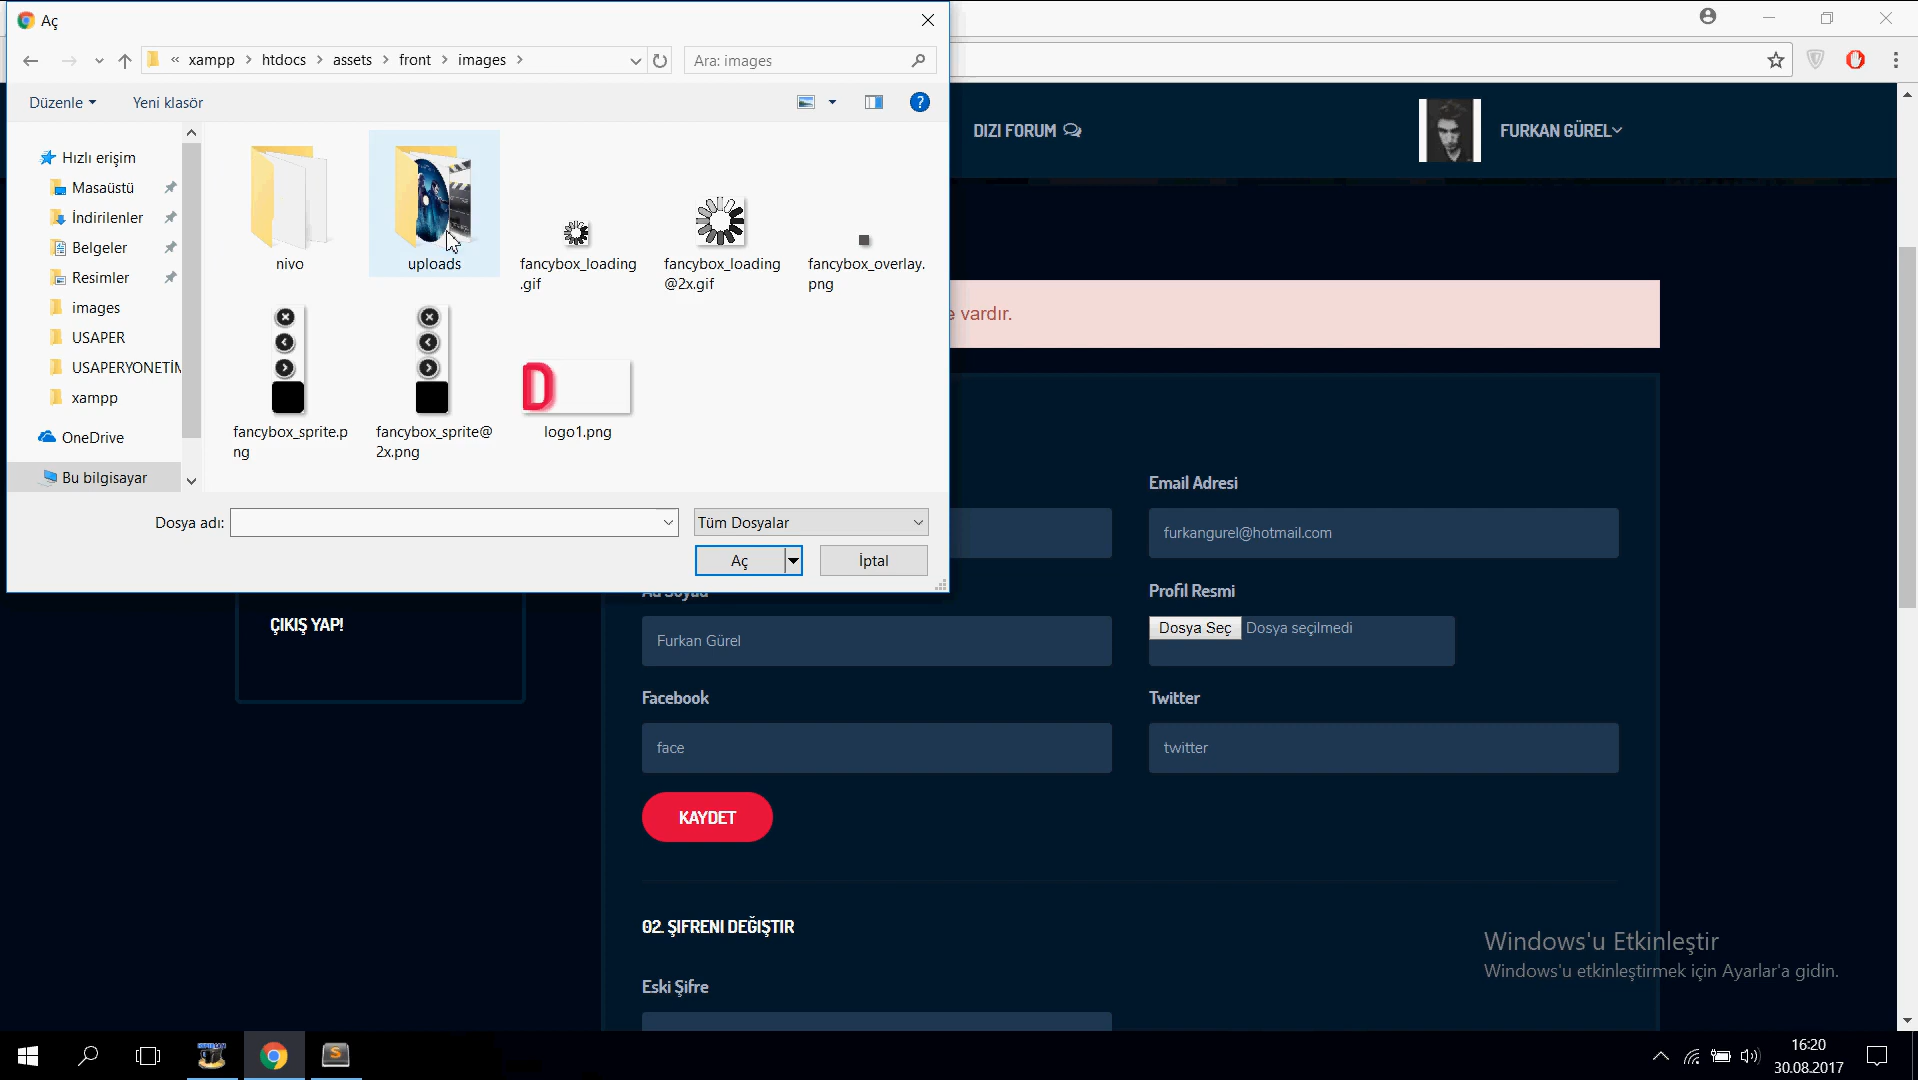 Aç
« xampp > htdocs > assets > front > images >
Ara: images
Düzenle
Yeni klasör
Hızlı erişim
Masaüstü
İndirilenler
Belgeler
Resimler
images
USAPER
USAPERYONETİM
xampp
OneDrive
Bu bilgisayar
nivo
uploads
fancybox_loading
.gif
fancybox_loading
@2x.gif
fancybox_overlay.
png
fancybox_sprite.p
ng
fancybox_sprite@
2x.png
logo1.png
Dosya adı:
Tüm Dosyalar
Aç
İptal
DIZI FORUM
FURKAN GÜREL
vardır.
Email Adresi
furkangurel@hotmail.com
ÇIKIŞ YAP!
Ad Soyad
Furkan Gürel
Profil Resmi
Dosya Seç Dosya seçilmedi
Facebook
face
Twitter
twitter
KAYDET
02. ŞIFRENI DEĞIŞTIR
Eski Şifre
Windows'u Etkinleştir
Windows'u etkinleştirmek için Ayarlar'a gidin.
16:20
30.08.2017